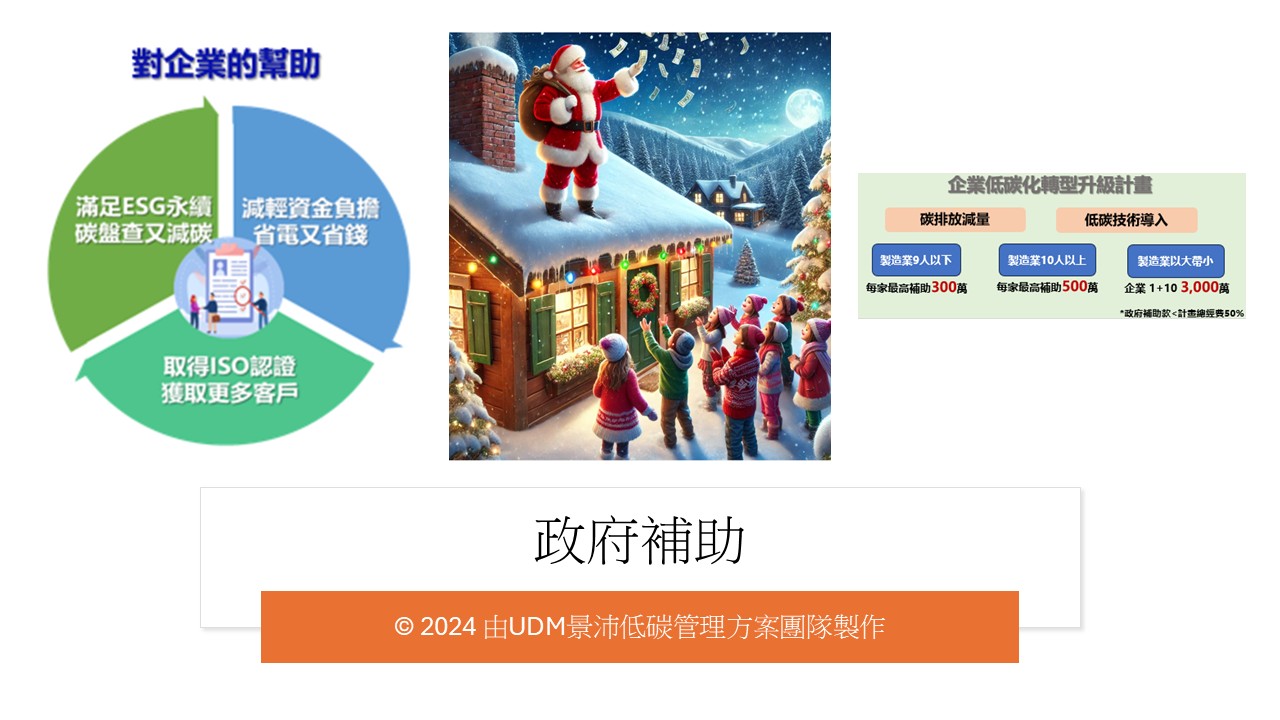 對企業的幫助
滿足ESG永續
碳盤查又減碳
減輕資金負擔
省電又省錢
取得ISO認證
獲取更多客戶
企業低碳化轉型升級計畫
碳排放減量
低碳技術導入
製造業9人以下
製造業10人以上
製造業以大帶小
每家最高補助300萬
每家最高補助500萬
企業 1+10 3,000萬
*政府補助款<計畫總經費50%
政府補助
© 2024 由UDM景沛低碳管理方案團隊製作